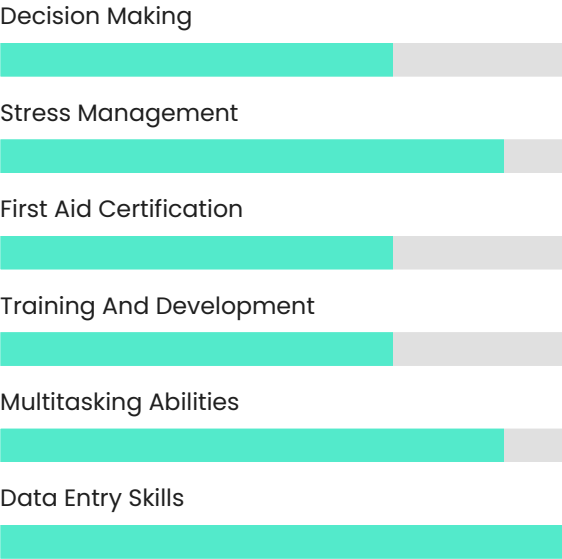 Decision Making
Stress Management
First Aid Certification
Training And Development
Multitasking Abilities
Data Entry Skills